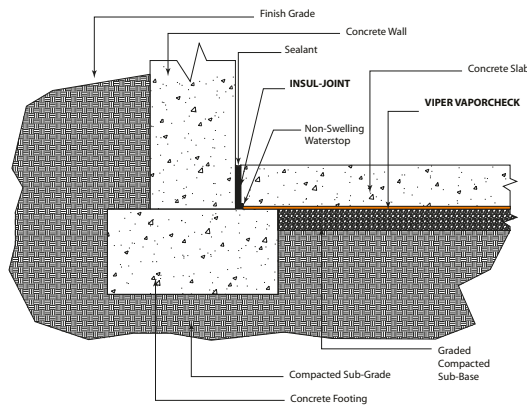 Finish Grade
Concrete Wall
Sealant
Concrete Slab
INSUL-JOINT
VIPER VAPORCHECK
Non-Swelling
Waterstop
Graded
Compacted
Sub-Base
Compacted Sub-Grade
Concrete Footing